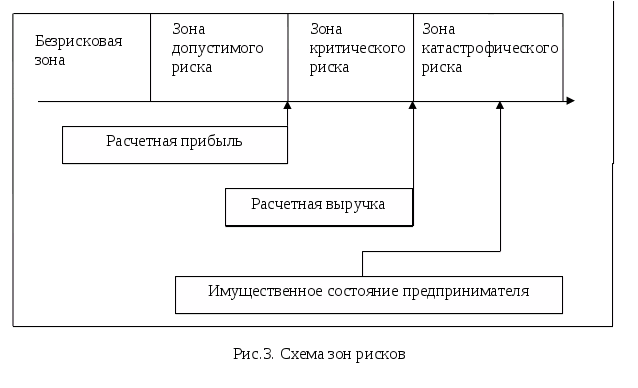 Безрисковая
зона
Зона
допустимого
риска
Зона
критического
риска
Зона
катастрофического
риска
Расчетная прибыль
Расчетная выручка
Имущественное состояние предпринимателя
Рис.3. Схема зон рисков